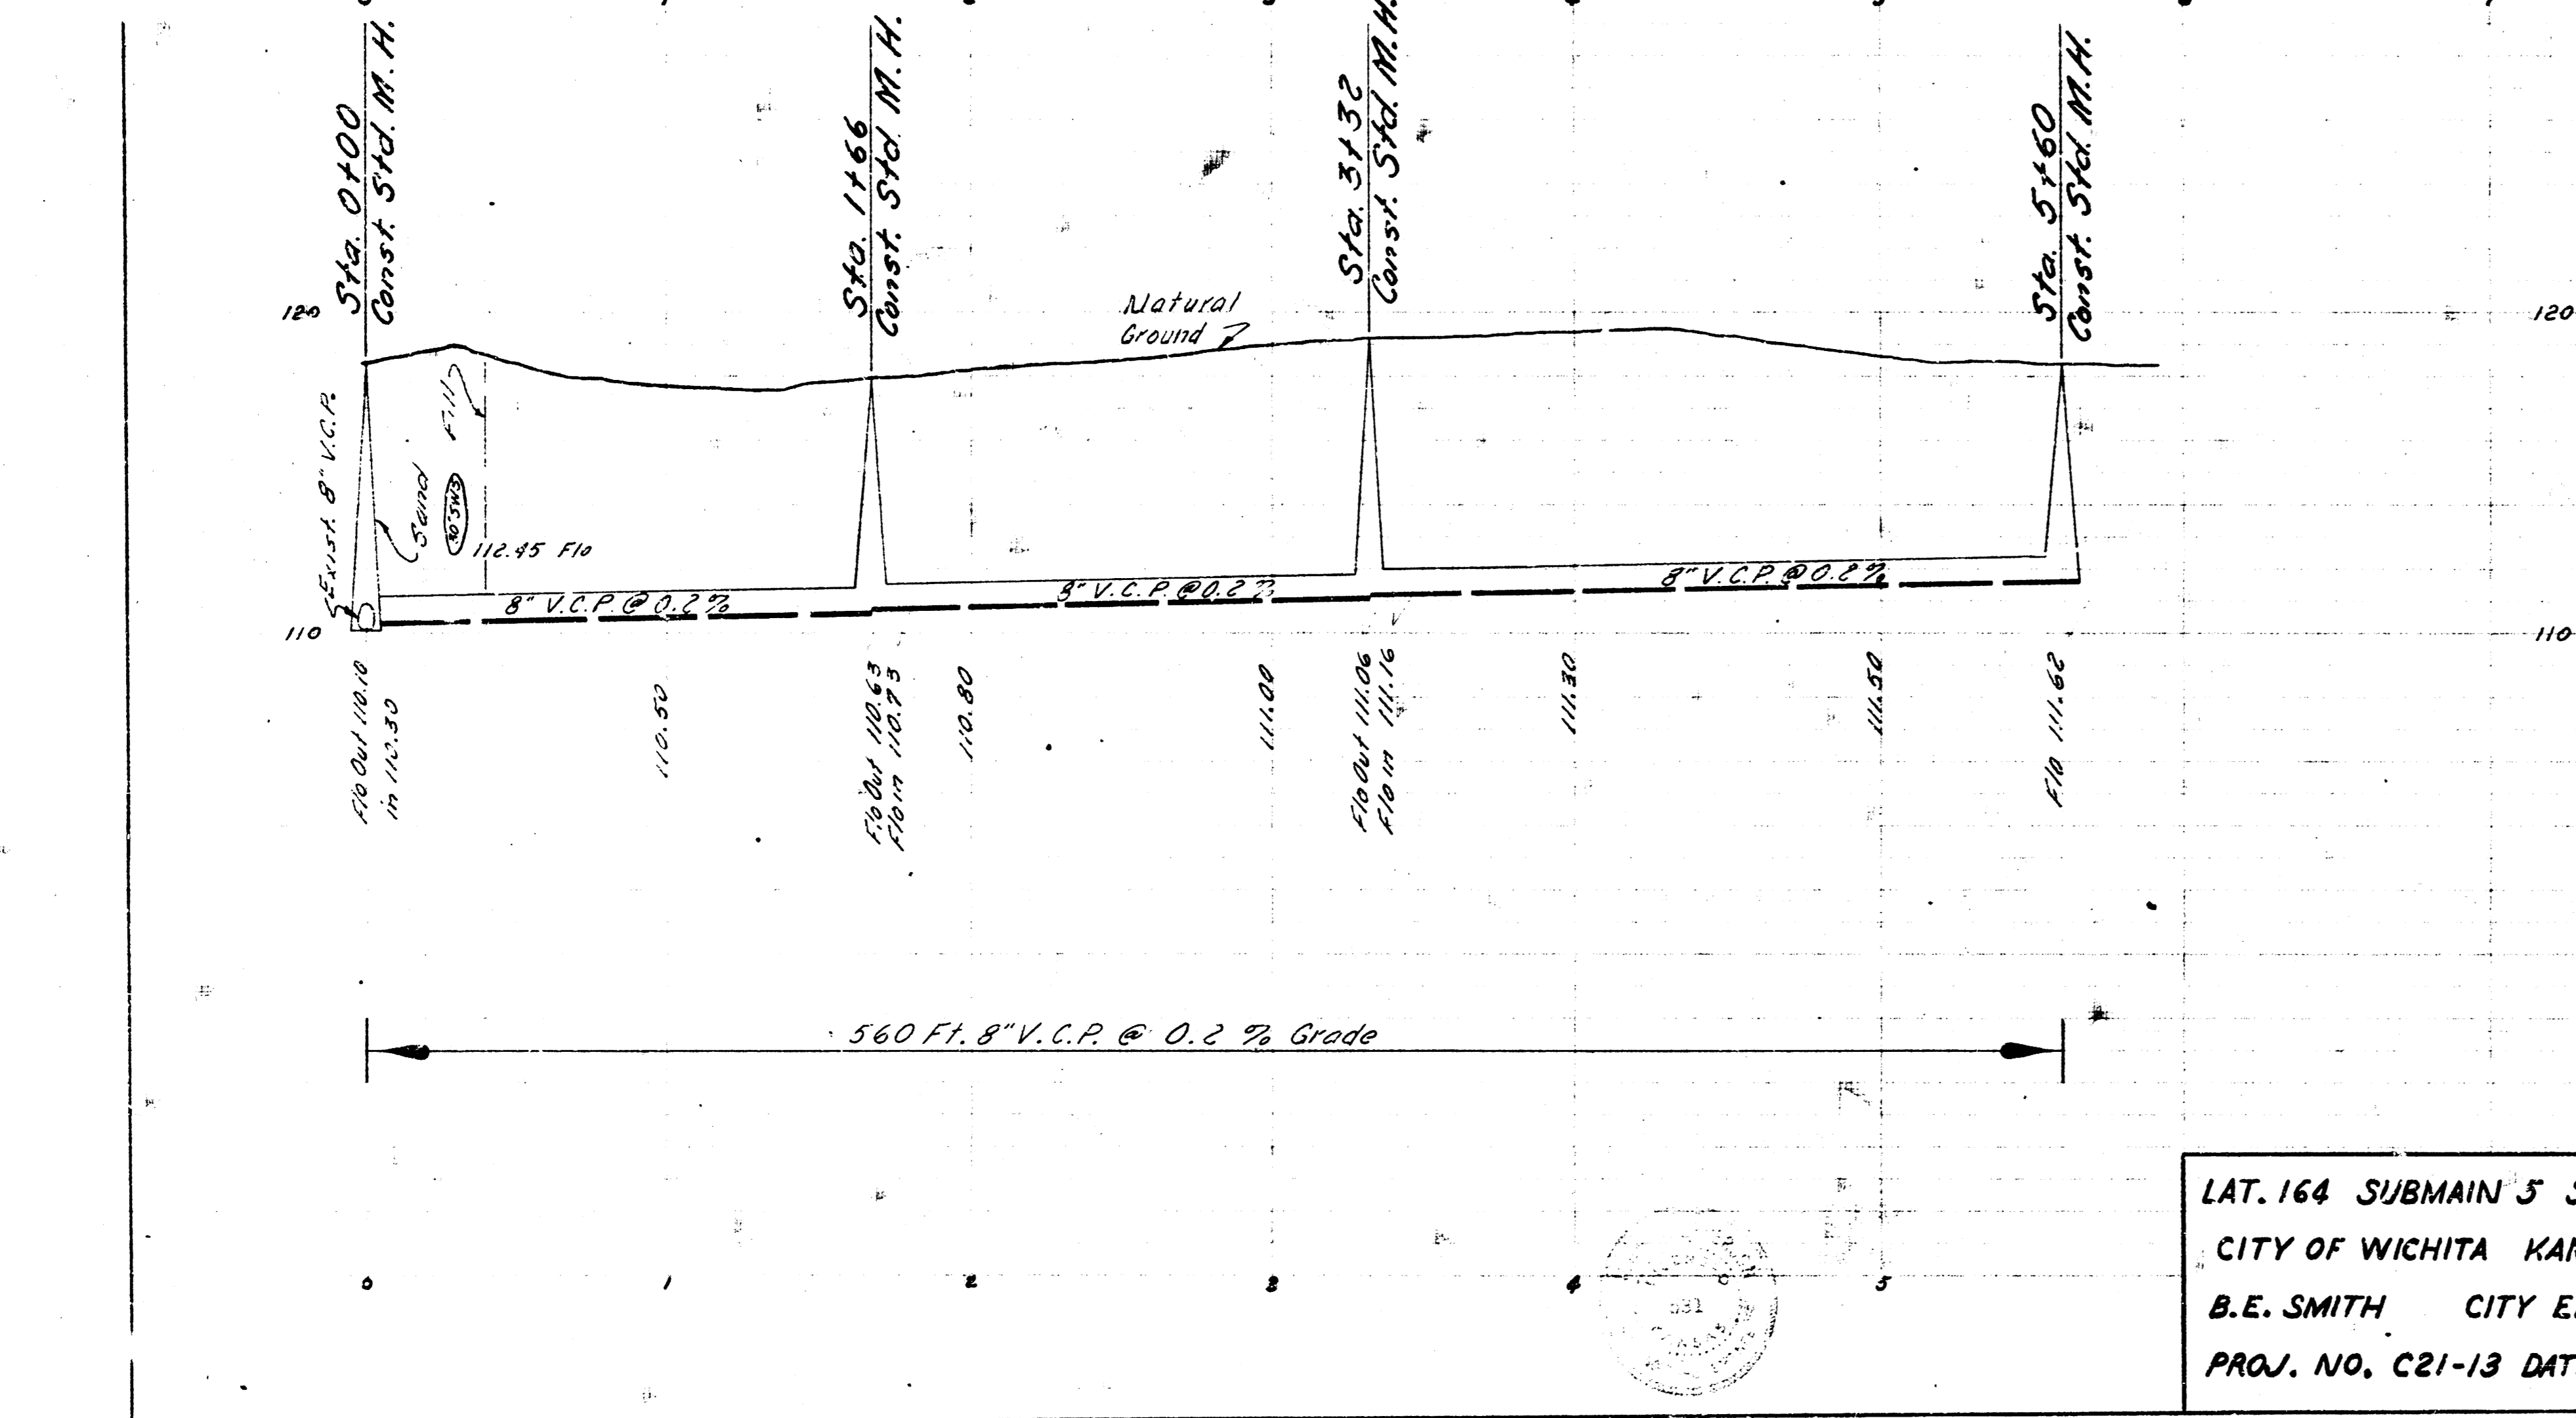 Sta. 0+00
Const. Std. M.H.
Sta. 1+66
Const. Std. M.H.
Sta. 3+32
Const. Std. M.H.
Sta. 5+60
Const. Std. M.H.
120
Natural
Ground
120
Exist. 8" V.C.P.
Sand Fill
112.45 Flo
8" V.C.P. @ 0.2 %
8" V.C.P. @ 0.2 %
8" V.C.P. @ 0.2 %
110
110
Flo Out 110.10
in 110.30
110.50
Flo Out 110.63
Flo in 110.73
110.80
111.00
Flo Out 111.06
Flo in 111.16
111.30
111.50
Flo 111.62
560 Ft. 8" V.C.P. @ 0.2 % Grade
0 1 2 3 4 5
LAT. 164 SUBMAIN 5
CITY OF WICHITA KAN
B.E. SMITH CITY
PROJ. NO. C21-13 DAT